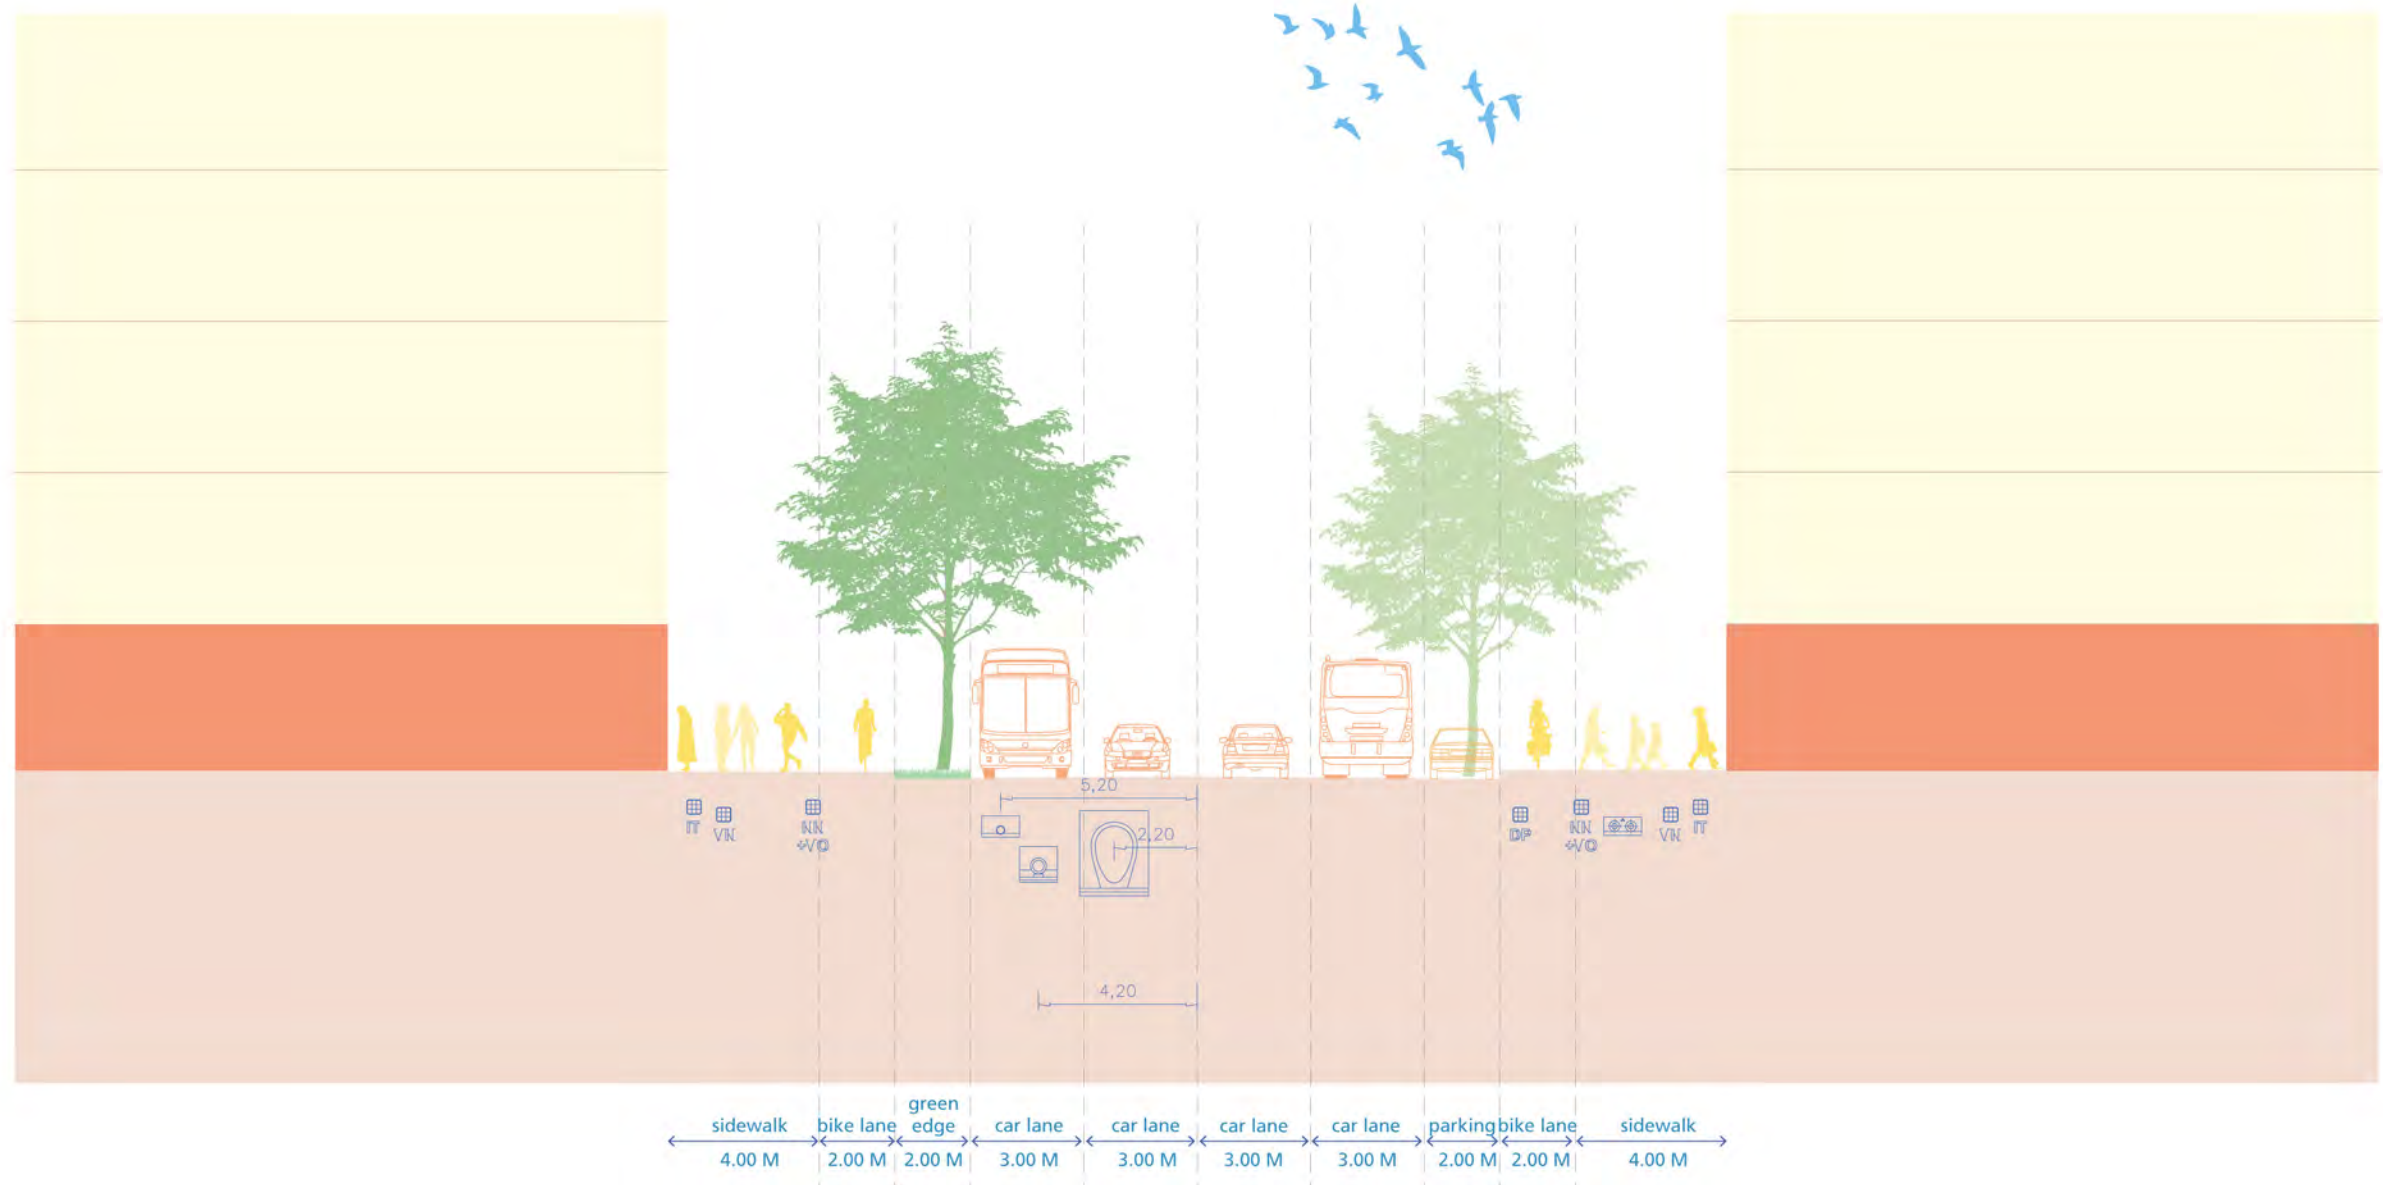 5,20
2,20
IT
VN
NN
+VO
DP
NN
+VO
VN
IT
4,20
sidewalk
4.00 M
bike lane
2.00 M
green
edge
2.00 M
car lane
3.00 M
car lane
3.00 M
car lane
3.00 M
car lane
3.00 M
parking
2.00 M
bike lane
2.00 M
sidewalk
4.00 M